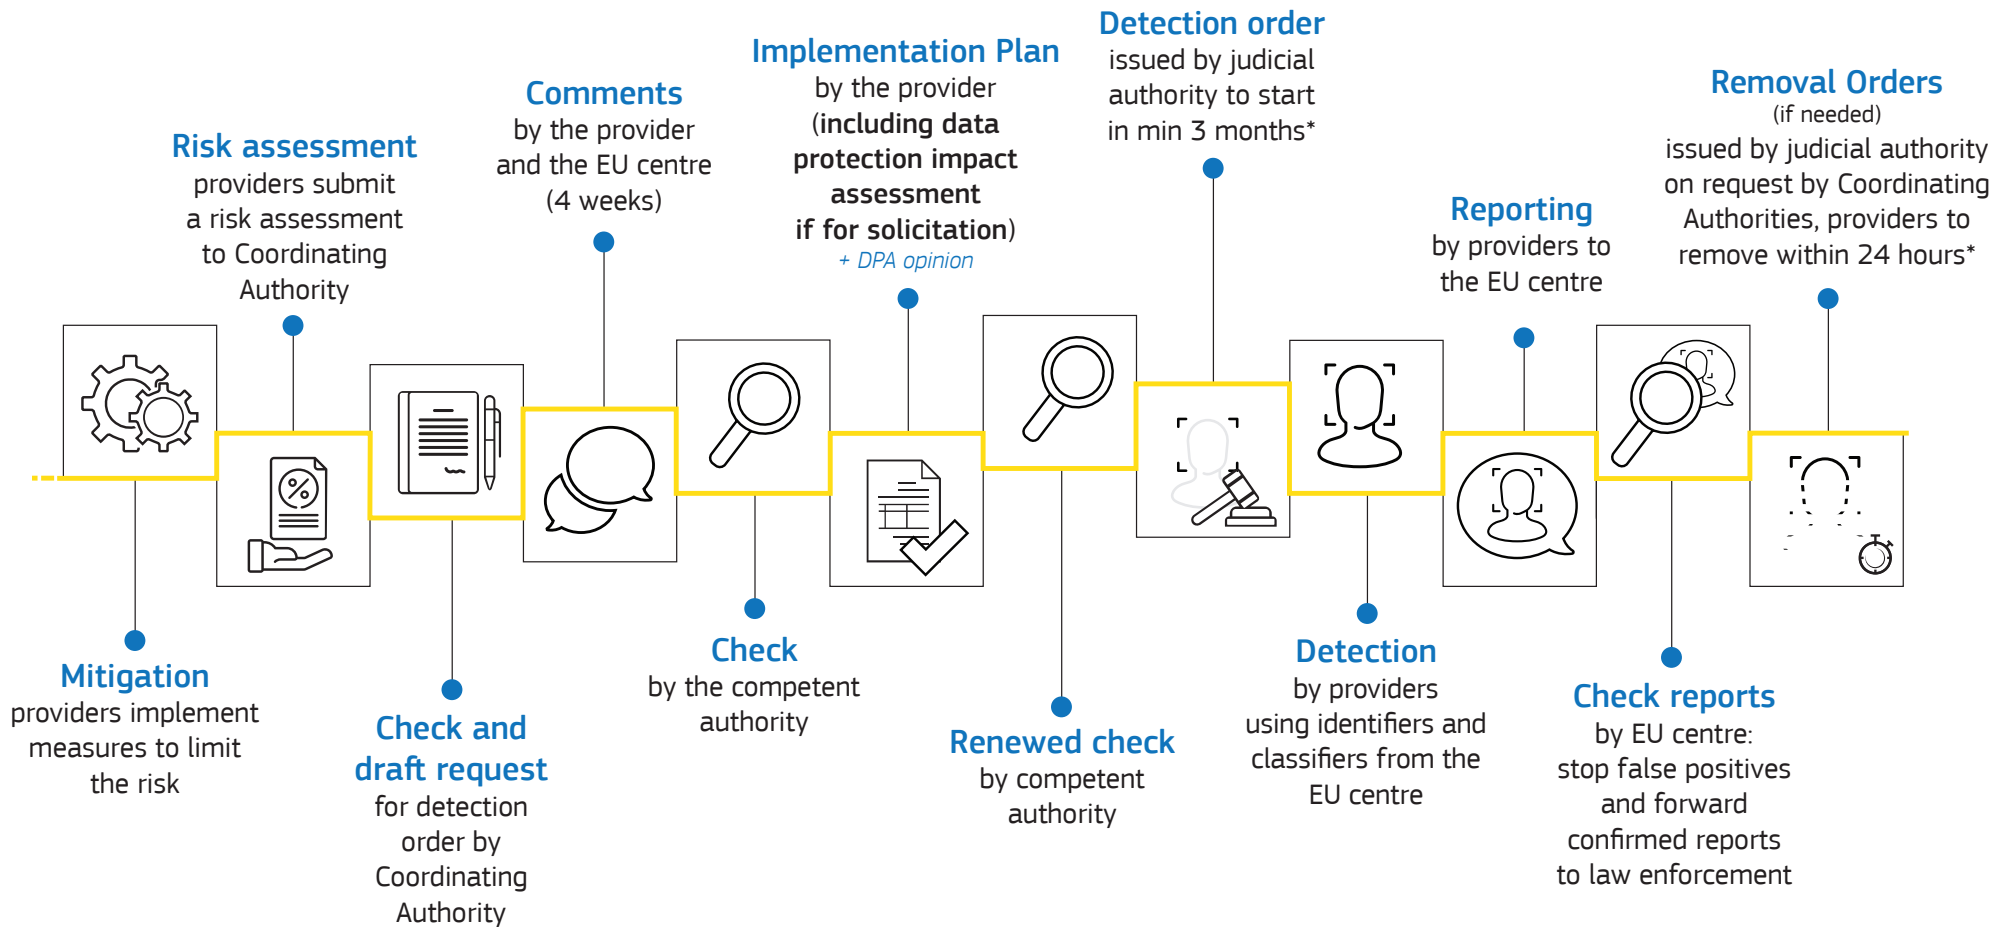 Mitigation
providers implement
measures to limit
the risk
Risk assessment
providers submit
a risk assessment
to Coordinating
Authority
Check and
draft request
for detection
order by
Coordinating
Authority
Comments
by the provider
and the EU centre
(4 weeks)
Check
by the competent
authority
Implementation Plan
by the provider
(including data
protection impact
assessment
if for solicitation)
+ DPA opinion
Renewed check
by competent
authority
Detection order
issued by judicial
authority to start
in min 3 months*
Detection
by providers
using identifiers and
classifiers from the
EU centre
Reporting
by providers to
the EU centre
Check reports
by EU centre:
stop false positives
and forward
confirmed reports
to law enforcement
Removal Orders
(if needed)
issued by judicial authority
on request by Coordinating
Authorities, providers to
remove within 24 hours*
%